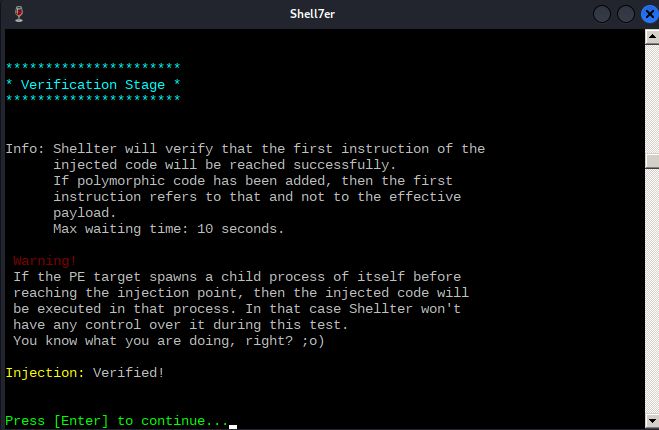 Shell7er
**********************
* Verification Stage *
**********************
Info: Shellter will verify that the first instruction of the
injected code will be reached successfully.
If polymorphic code has been added, then the first
instruction refers to that and not to the effective
payload.
Max waiting time: 10 seconds.
Warning!
If the PE target spawns a child process of itself before
reaching the injection point, then the injected code will
be executed in that process. In that case Shellter won't
have any control over it during this test.
You know what you are doing, right? ;o)
Injection: Verified!
Press [Enter] to continue...